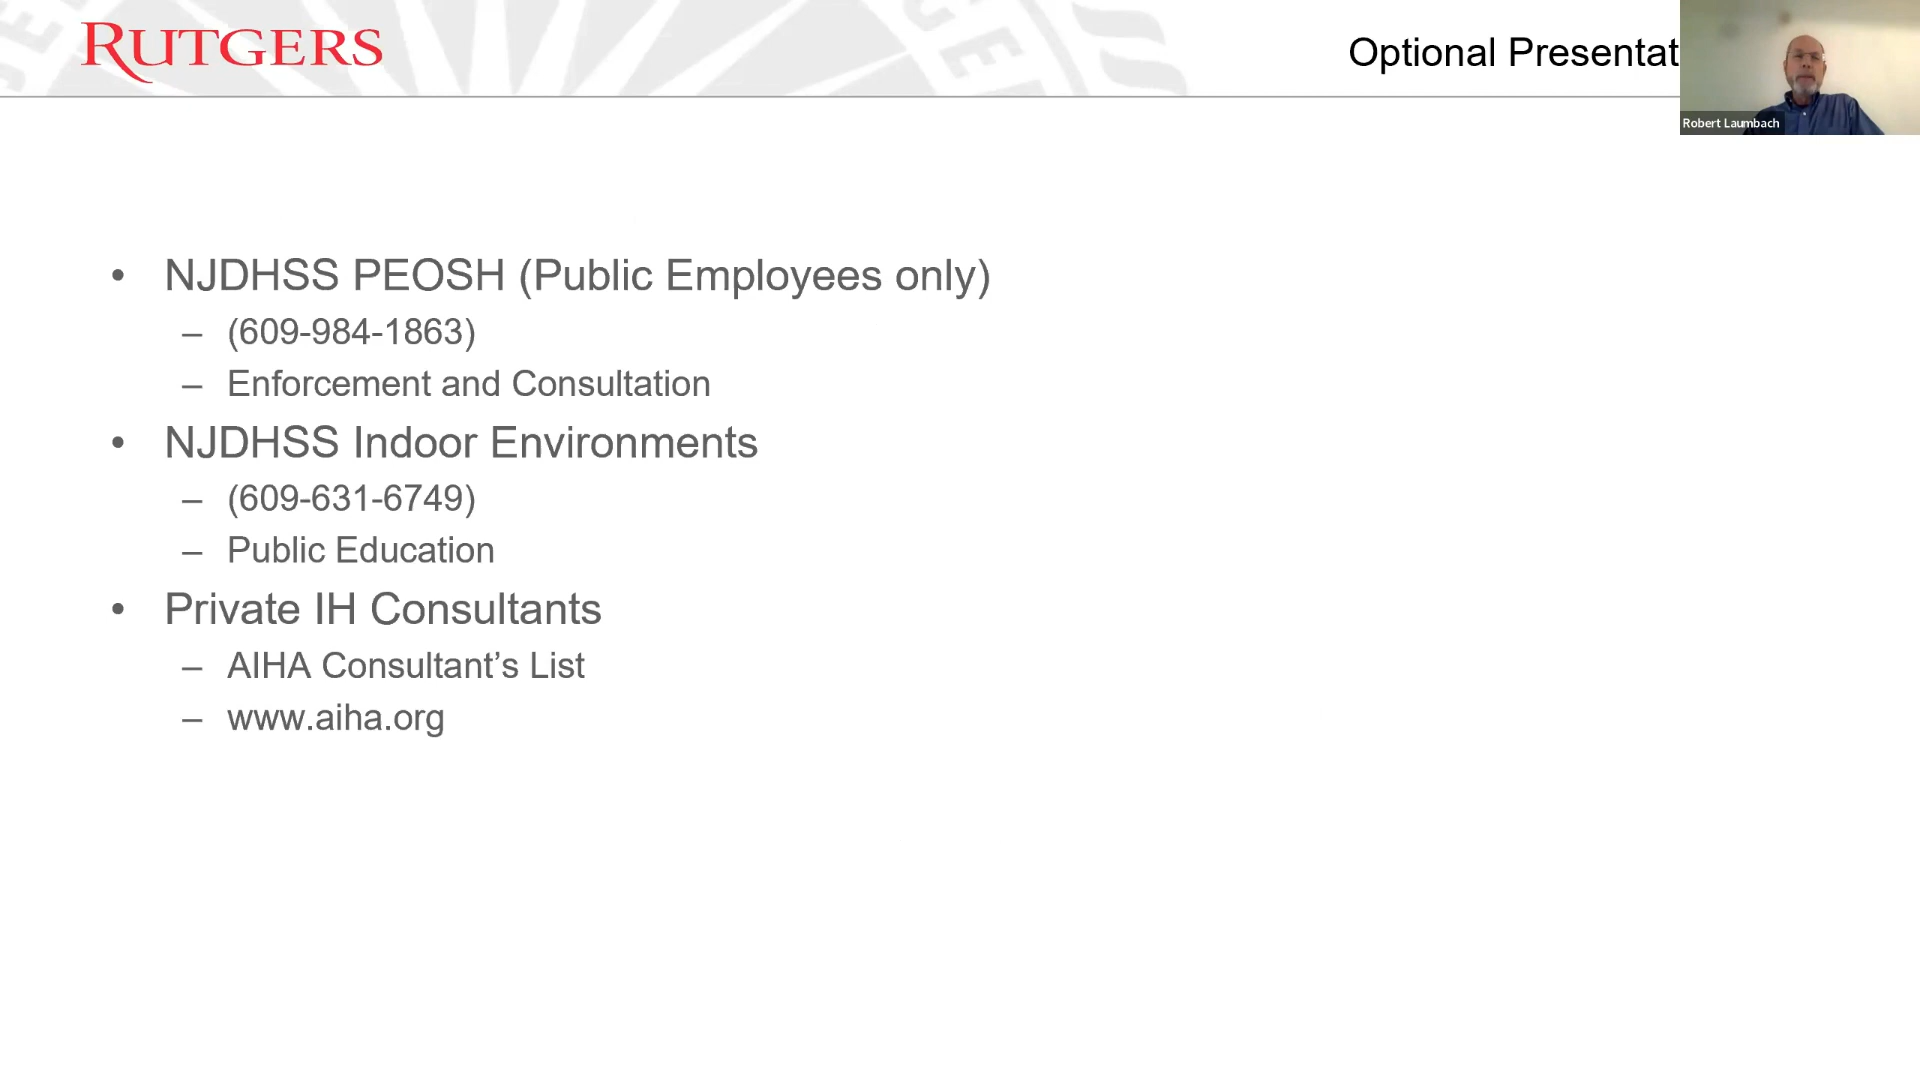 RUTGERS
Optional Presentat
Robert Laumbach
• NJDHSS PEOSH (Public Employees only)
– (609-984-1863)
– Enforcement and Consultation
• NJDHSS Indoor Environments
– (609-631-6749)
– Public Education
• Private IH Consultants
– AIHA Consultant’s List
– www.aiha.org